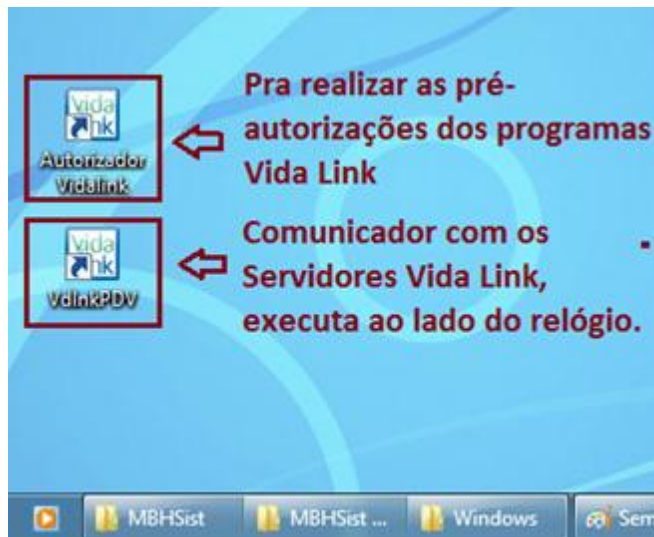 Vida
nk
Autorizador
Vidalink
Pra realizar as pré-
autorizações dos programas
Vida Link
Vida
nk
VdlnkPDV
Comunicador com os
Servidores Vida Link,
executa ao lado do relógio.
MBHSist
MBHSist ...
Windows
Sem